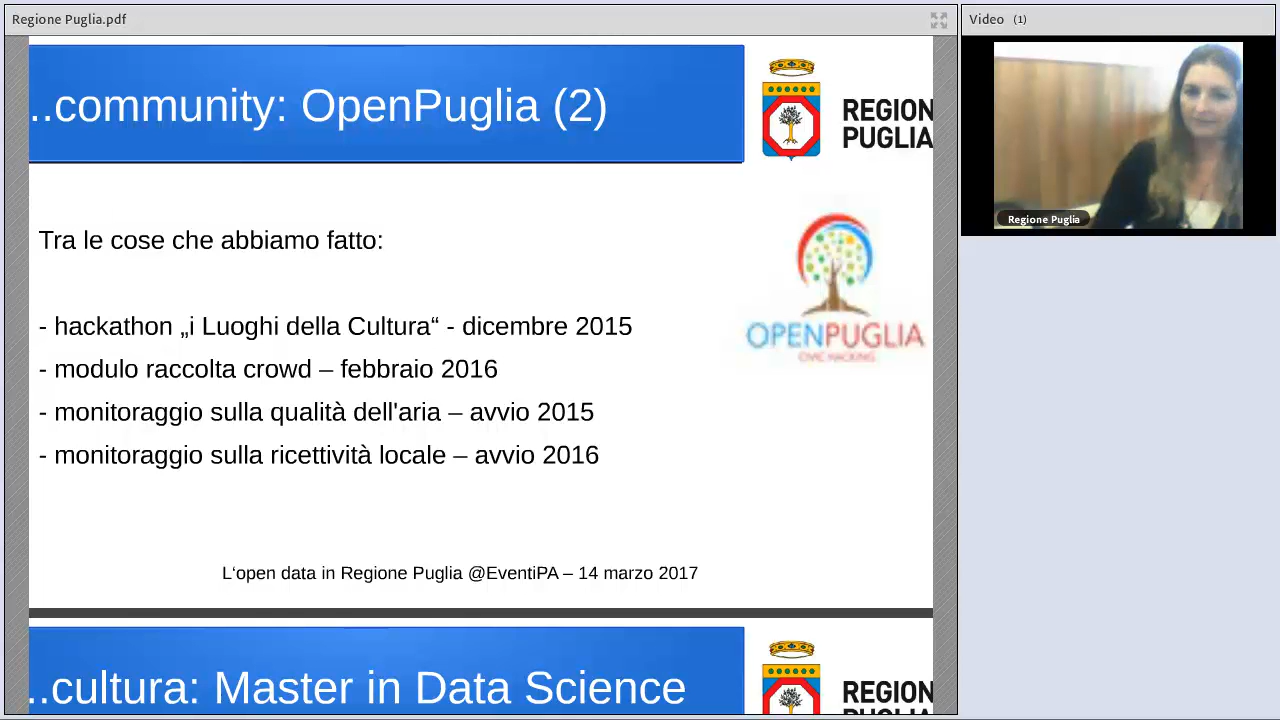 Regione Puglia.pdf
Video (1)
..community: OpenPuglia (2)
REGION
PUGLIA
Regione Puglia
Tra le cose che abbiamo fatto:
OPENPUGLIA
CIVIC HACKING
- hackathon „i Luoghi della Cultura“ - dicembre 2015
- modulo raccolta crowd – febbraio 2016
- monitoraggio sulla qualità dell'aria – avvio 2015
- monitoraggio sulla ricettività locale – avvio 2016
L‘open data in Regione Puglia @EventiPA – 14 marzo 2017
..cultura: Master in Data Science
REGION
PUGLIA